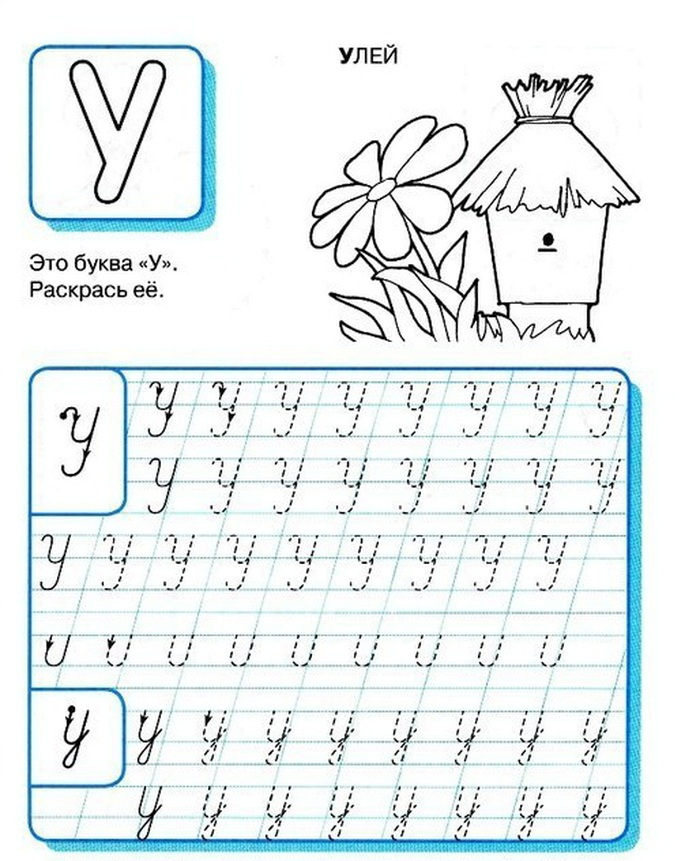 У
УЛЕЙ
Это буква «У».
Раскрась её.
У
У У У У У У У У
У У У У У У У У
У У У У У У У У У
у
у у у у у у у у
у у у у у у у у